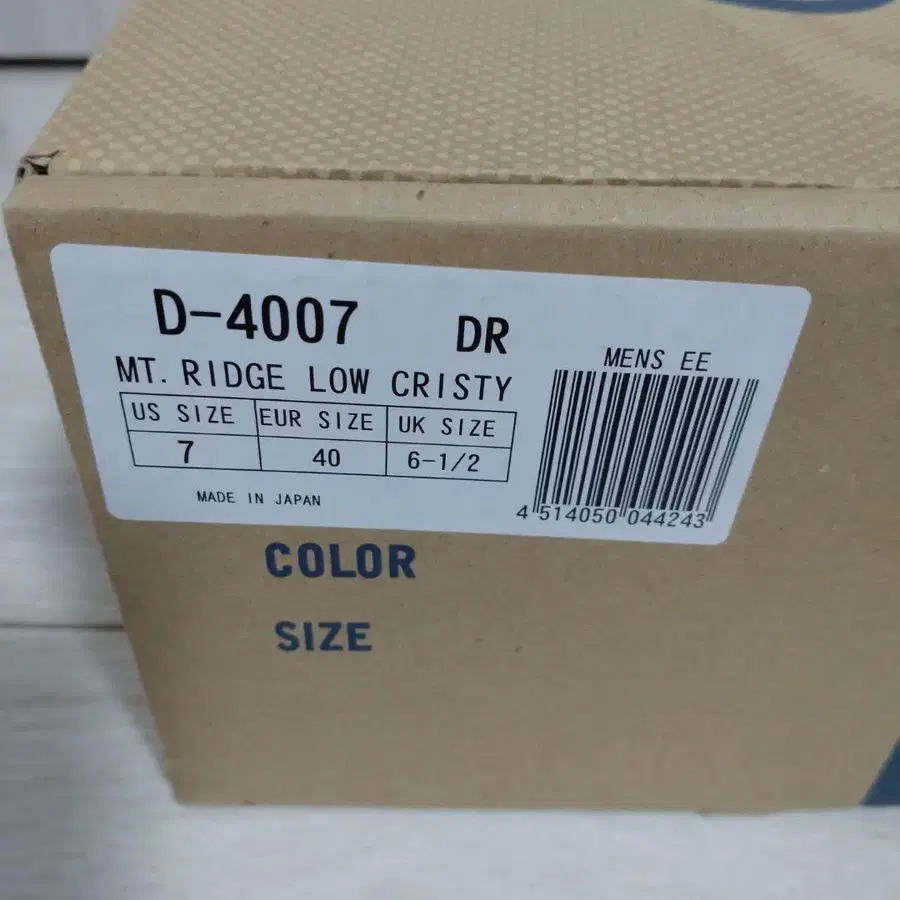 D-4007 DR
MT. RIDGE LOW CRISTY
MENS EE
US SIZE EUR SIZE UK SIZE
7 40 6-1/2
MADE IN JAPAN
4 514050 044243
COLOR
SIZE